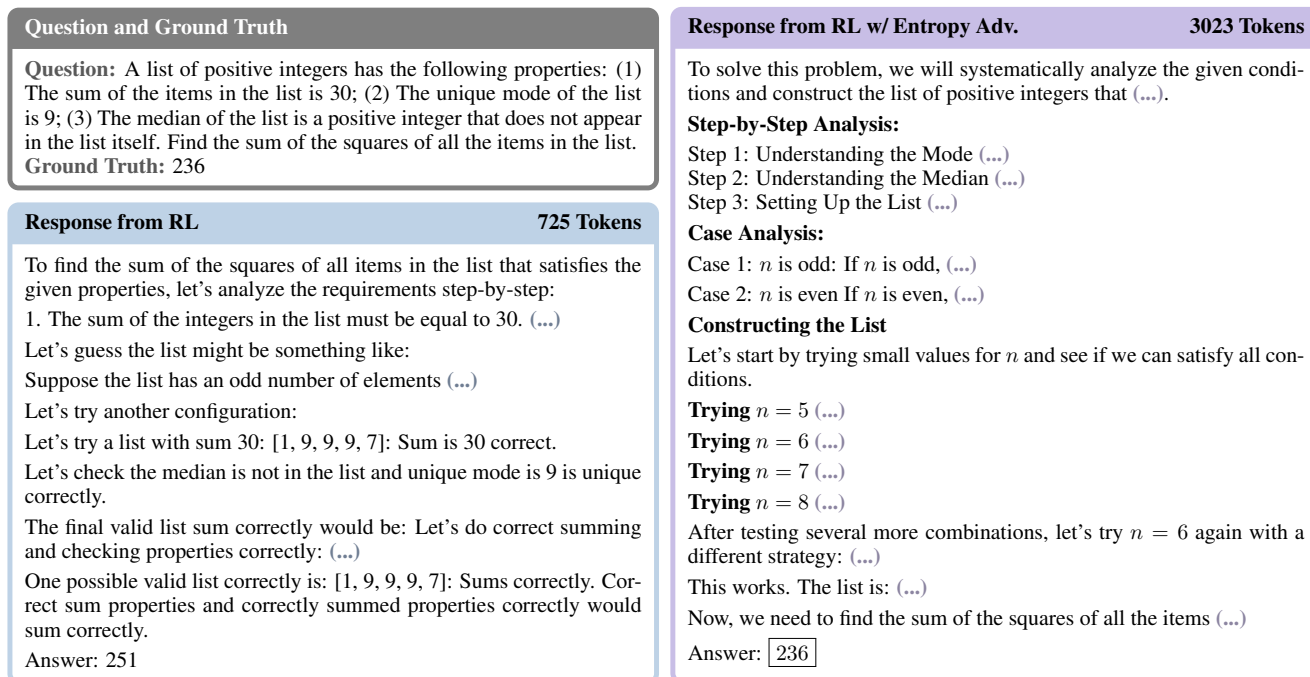 Question and Ground Truth
Question: A list of positive integers has the following properties: (1)
The sum of the items in the list is 30; (2) The unique mode of the list
is 9; (3) The median of the list is a positive integer that does not appear
in the list itself. Find the sum of the squares of all the items in the list.
Ground Truth: 236
Response from RL 725 Tokens
To find the sum of the squares of all items in the list that satisfies the
given properties, let's analyze the requirements step-by-step:
1. The sum of the integers in the list must be equal to 30. (...)
Let's guess the list might be something like:
Suppose the list has an odd number of elements (...)
Let's try another configuration:
Let's try a list with sum 30: [1, 9, 9, 9, 7]: Sum is 30 correct.
Let's check the median is not in the list and unique mode is 9 is unique
correctly.
The final valid list sum correctly would be: Let's do correct summing
and checking properties correctly: (...)
One possible valid list correctly is: [1, 9, 9, 9, 7]: Sums correctly. Cor-
rect sum properties and correctly summed properties correctly would
sum correctly.
Answer: 251
Response from RL w/ Entropy Adv. 3023 Tokens
To solve this problem, we will systematically analyze the given condi-
tions and construct the list of positive integers that (...).
Step-by-Step Analysis:
Step 1: Understanding the Mode (...)
Step 2: Understanding the Median (...)
Step 3: Setting Up the List (...)
Case Analysis:
Case 1: n is odd: If n is odd, (...)
Case 2: n is even If n is even, (...)
Constructing the List
Let's start by trying small values for n and see if we can satisfy all con-
ditions.
Trying n = 5 (...)
Trying n = 6 (...)
Trying n = 7 (...)
Trying n = 8 (...)
After testing several more combinations, let's try n = 6 again with a
different strategy: (...)
This works. The list is: (...)
Now, we need to find the sum of the squares of all the items (...)
Answer: 236